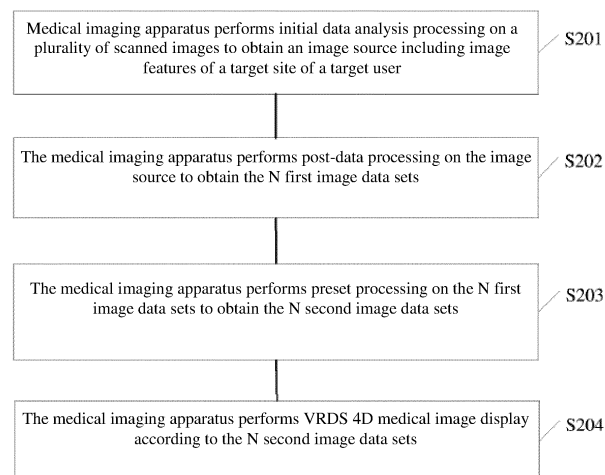 Medical imaging apparatus performs initial data analysis processing on a
plurality of scanned images to obtain an image source including image
features of a target site of a target user
S201
The medical imaging apparatus performs post-data processing on the image
source to obtain the N first image data sets
S202
The medical imaging apparatus performs preset processing on the N first
image data sets to obtain the N second image data sets
S203
The medical imaging apparatus performs VRDS 4D medical image display
according to the N second image data sets
S204